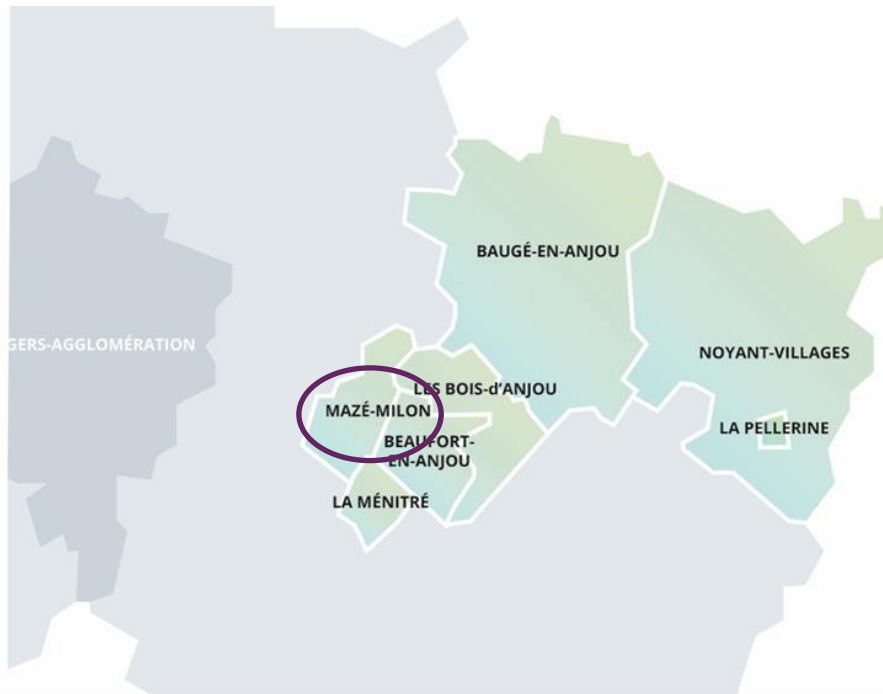 BAUGÉ-EN-ANJOU
GERS-AGGLOMÉRATION
NOYANT-VILLAGES
LES BOIS-d'ANJOU
MAZÉ-MILON
LA PELLERINE
BEAUFORT-
EN-ANJOU
LA MÉNITRÉ